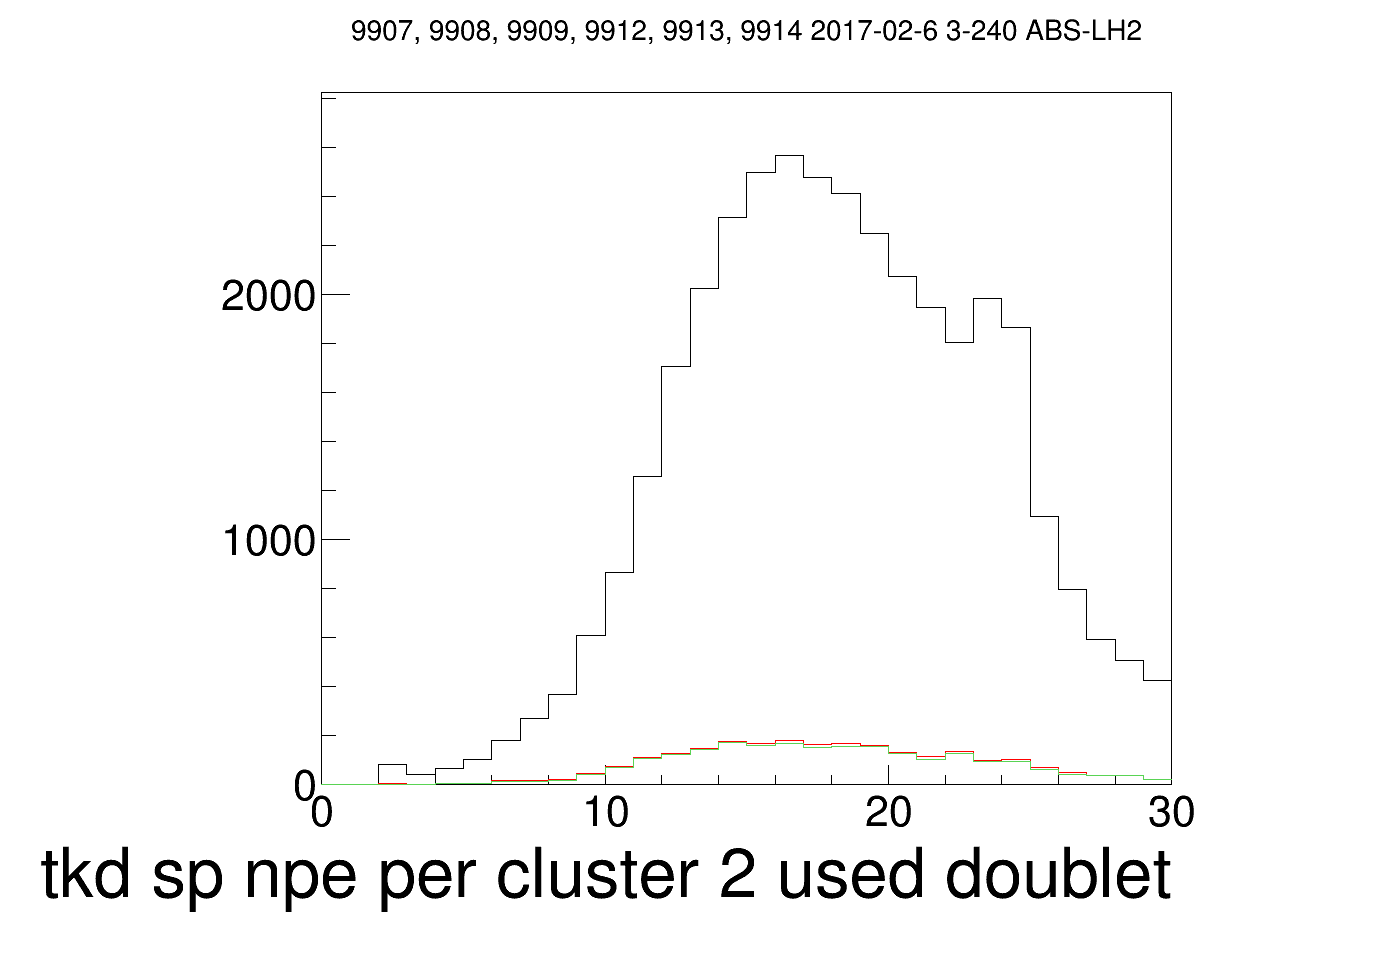 9907, 9908, 9909, 9912, 9913, 9914 2017-02-6 3-240 ABS-LH2
2000
1000
0
0 10 20 30
tkd sp npe per cluster 2 used doublet